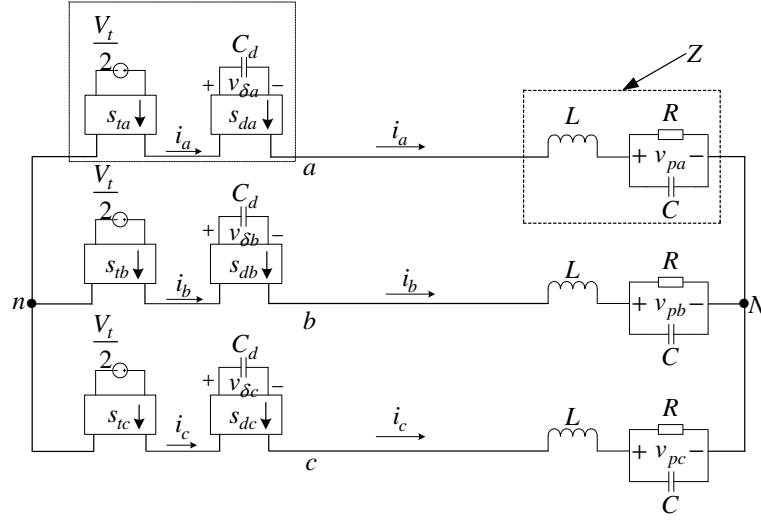 V_t/2 C_d Z
+ v_δa −
s_ta s_da L R
i_a i_a + v_pa −
a C
V_t/2 C_d
+ v_δb −
s_tb s_db L R
n i_b i_b + v_pb − N
b C
V_t/2 C_d
+ v_δc −
s_tc s_dc L R
i_c i_c + v_pc −
c C